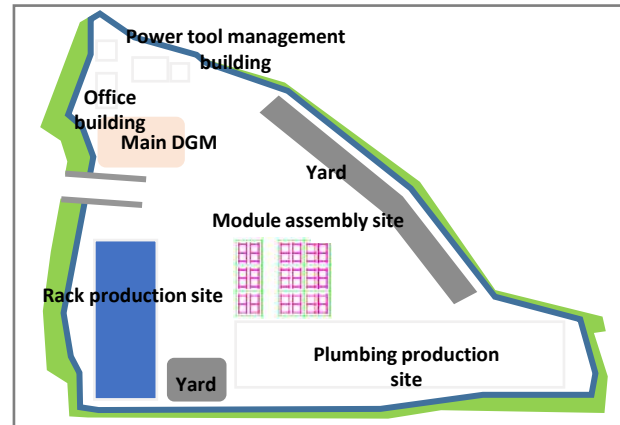 Power tool management
building
Office
building
Main DGM
Yard
Module assembly site
Rack production site
Plumbing production
site
Yard